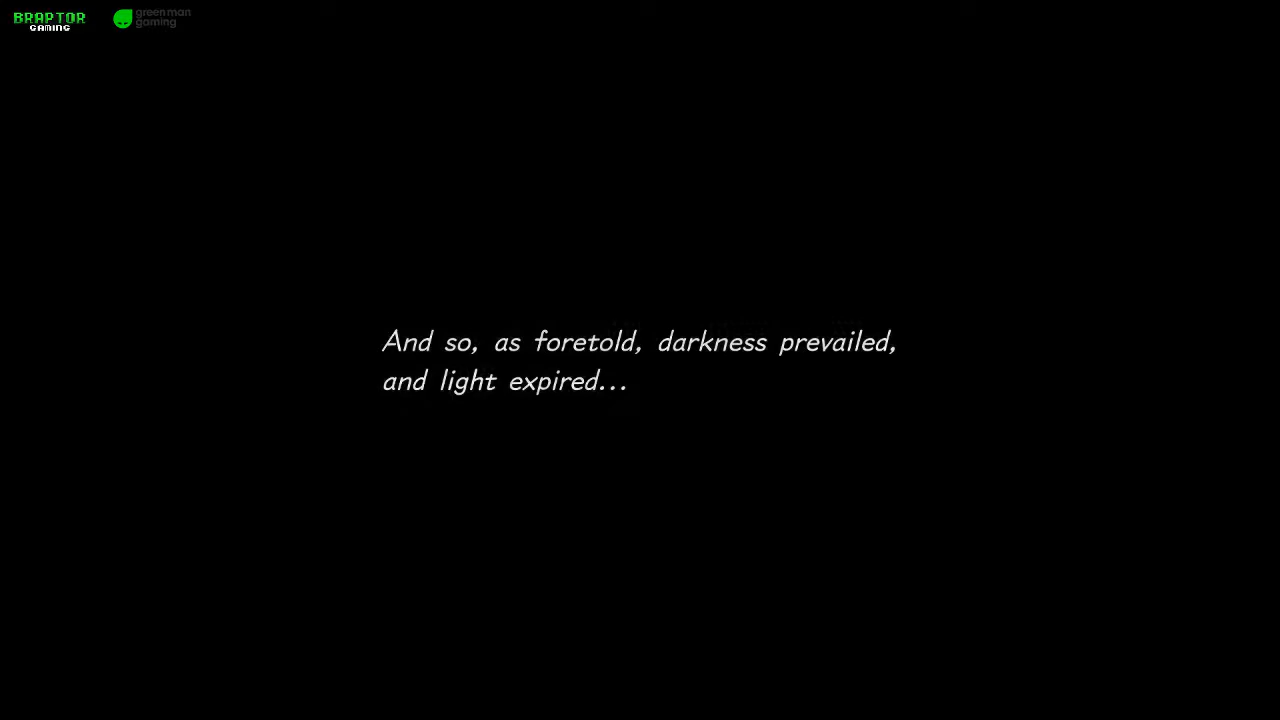 BRAPTOR
GAMING
green man
gaming
And so, as foretold, darkness prevailed,
and light expired...